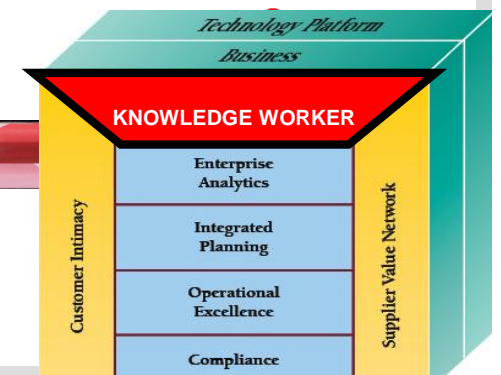 Technology Platform
Business
KNOWLEDGE WORKER
Enterprise
Analytics
Customer Intimacy
Integrated
Planning
Supplier Value Network
Operational
Excellence
Compliance